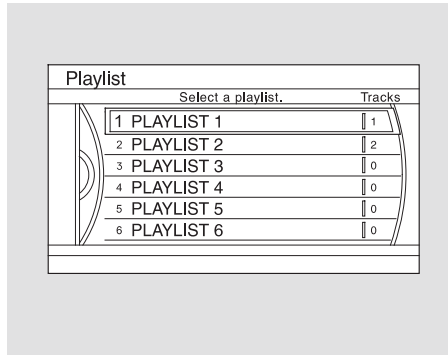 Playlist
Select a playlist. Tracks
1 PLAYLIST 1 1
2 PLAYLIST 2 2
3 PLAYLIST 3 0
4 PLAYLIST 4 0
5 PLAYLIST 5 0
6 PLAYLIST 6 0